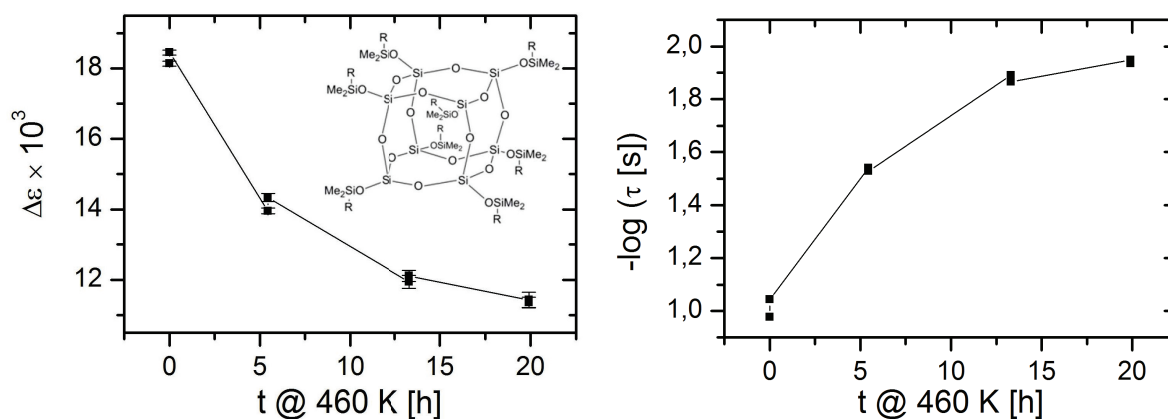 Δε × 10³
18
16
14
12
0
5
10
15
20
t @ 460 K [h]
R
Me₂SiO
R
OSiMe₂
R
Me₂SiO
R
Me₂SiO
R
OSiMe₂
OSiMe₂
R
Me₂SiO
R
OSiMe₂
R
Si
Si
Si
Si
Si
Si
Si
Si
O
O
O
O
O
O
O
O
O
O
O
O
-log (τ [s])
2,0
1,8
1,6
1,4
1,2
1,0
0
5
10
15
20
t @ 460 K [h]